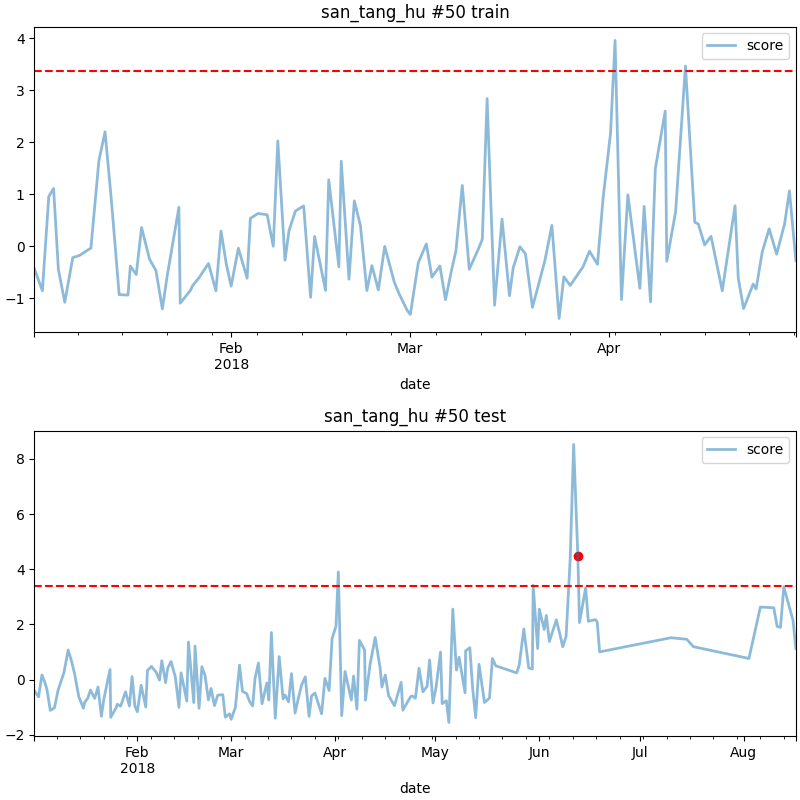 san_tang_hu #50 train
score
4
3
2
1
0
−1
Feb
2018
Mar
Apr
date
san_tang_hu #50 test
score
8
6
4
2
0
−2
Feb
2018
Mar
Apr
May
Jun
Jul
Aug
date